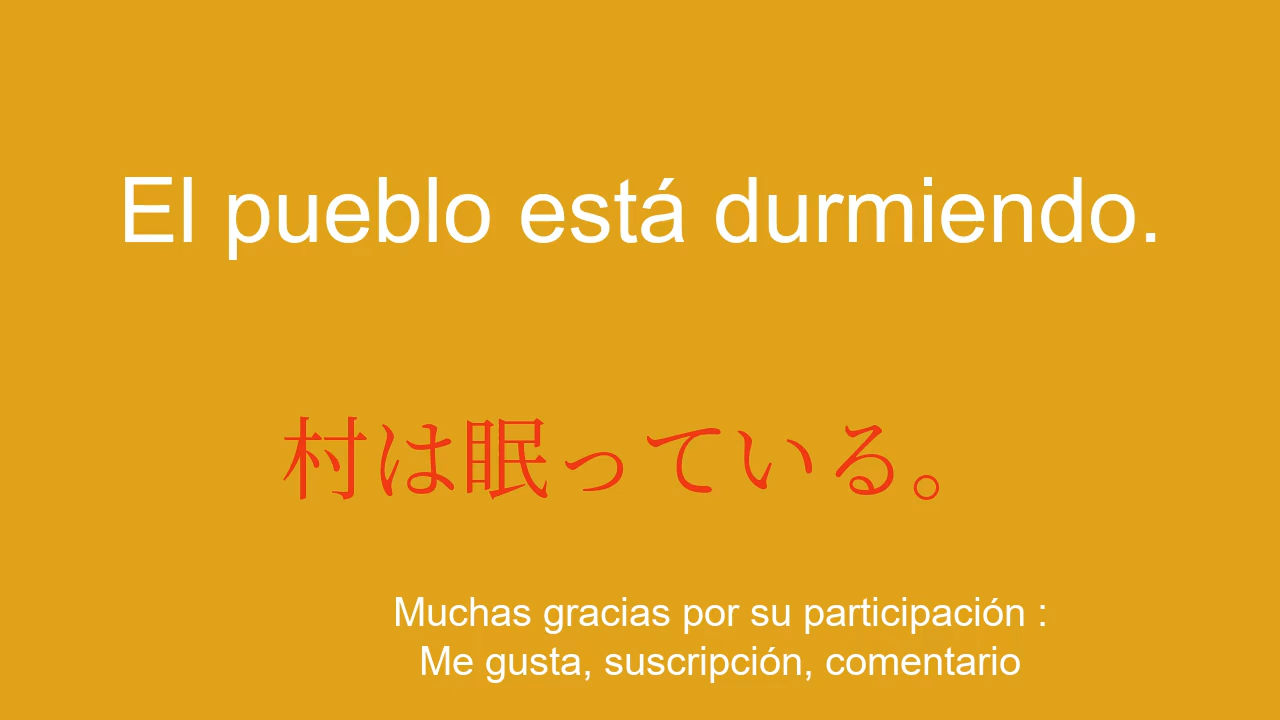 El pueblo está durmiendo.
村は眠っている。
Muchas gracias por su participación :
Me gusta, suscripción, comentario